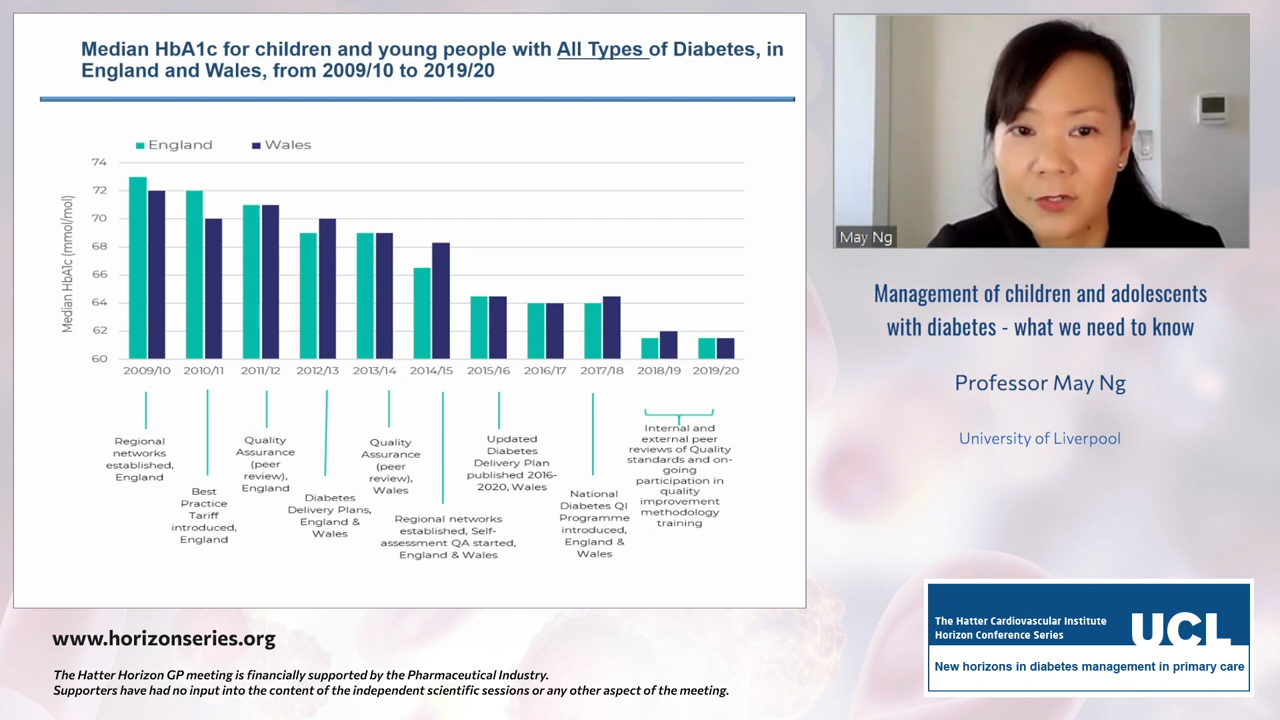 Median HbA1c for children and young people with All Types of Diabetes, in
England and Wales, from 2009/10 to 2019/20
England
Wales
Median HbA1c (mmol/mol)
74
72
70
68
66
64
62
60
2009/10
2010/11
2011/12
2012/13
2013/14
2014/15
2015/16
2016/17
2017/18
2018/19
2019/20
Regional
networks
established,
England
Best
Practice
Tariff
introduced,
England
Quality
Assurance
(peer
review),
England
Diabetes
Delivery Plans,
England &
Wales
Quality
Assurance
(peer
review),
Wales
Regional networks
established, Self-
assessment QA started,
England & Wales
Updated
Diabetes
Delivery Plan
published 2016-
2020, Wales
National
Diabetes QI
Programme
introduced,
England &
Wales
Internal and
external peer
reviews of Quality
standards and on-
going
participation in
quality
improvement
methodology
training
May Ng
Management of children and adolescents
with diabetes - what we need to know
Professor May Ng
University of Liverpool
The Hatter Cardiovascular Institute
Horizon Conference Series
UCL
New horizons in diabetes management in primary care
www.horizonseries.org
The Hatter Horizon GP meeting is financially supported by the Pharmaceutical Industry.
Supporters have had no input into the content of the independent scientific sessions or any other aspect of the meeting.